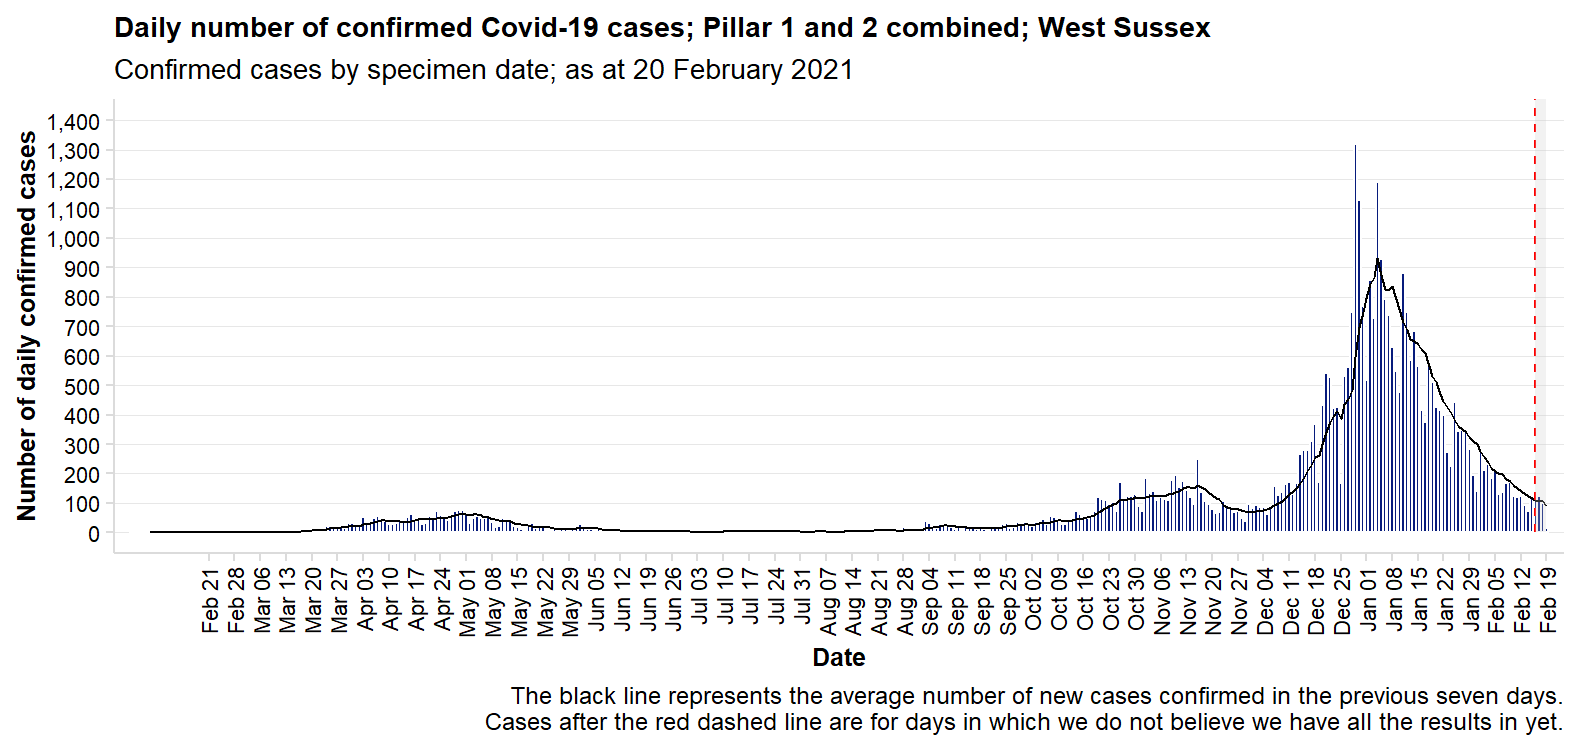 Daily number of confirmed Covid-19 cases; Pillar 1 and 2 combined; West Sussex
Confirmed cases by specimen date; as at 20 February 2021
Number of daily confirmed cases
1,400
1,300
1,200
1,100
1,000
900
800
700
600
500
400
300
200
100
0
Feb 21
Feb 28
Mar 06
Mar 13
Mar 20
Mar 27
Apr 03
Apr 10
Apr 17
Apr 24
May 01
May 08
May 15
May 22
May 29
Jun 05
Jun 12
Jun 19
Jun 26
Jul 03
Jul 10
Jul 17
Jul 24
Jul 31
Aug 07
Aug 14
Aug 21
Aug 28
Sep 04
Sep 11
Sep 18
Sep 25
Oct 02
Oct 09
Oct 16
Oct 23
Oct 30
Nov 06
Nov 13
Nov 20
Nov 27
Dec 04
Dec 11
Dec 18
Dec 25
Jan 01
Jan 08
Jan 15
Jan 22
Jan 29
Feb 05
Feb 12
Feb 19
Date
The black line represents the average number of new cases confirmed in the previous seven days.
Cases after the red dashed line are for days in which we do not believe we have all the results in yet.